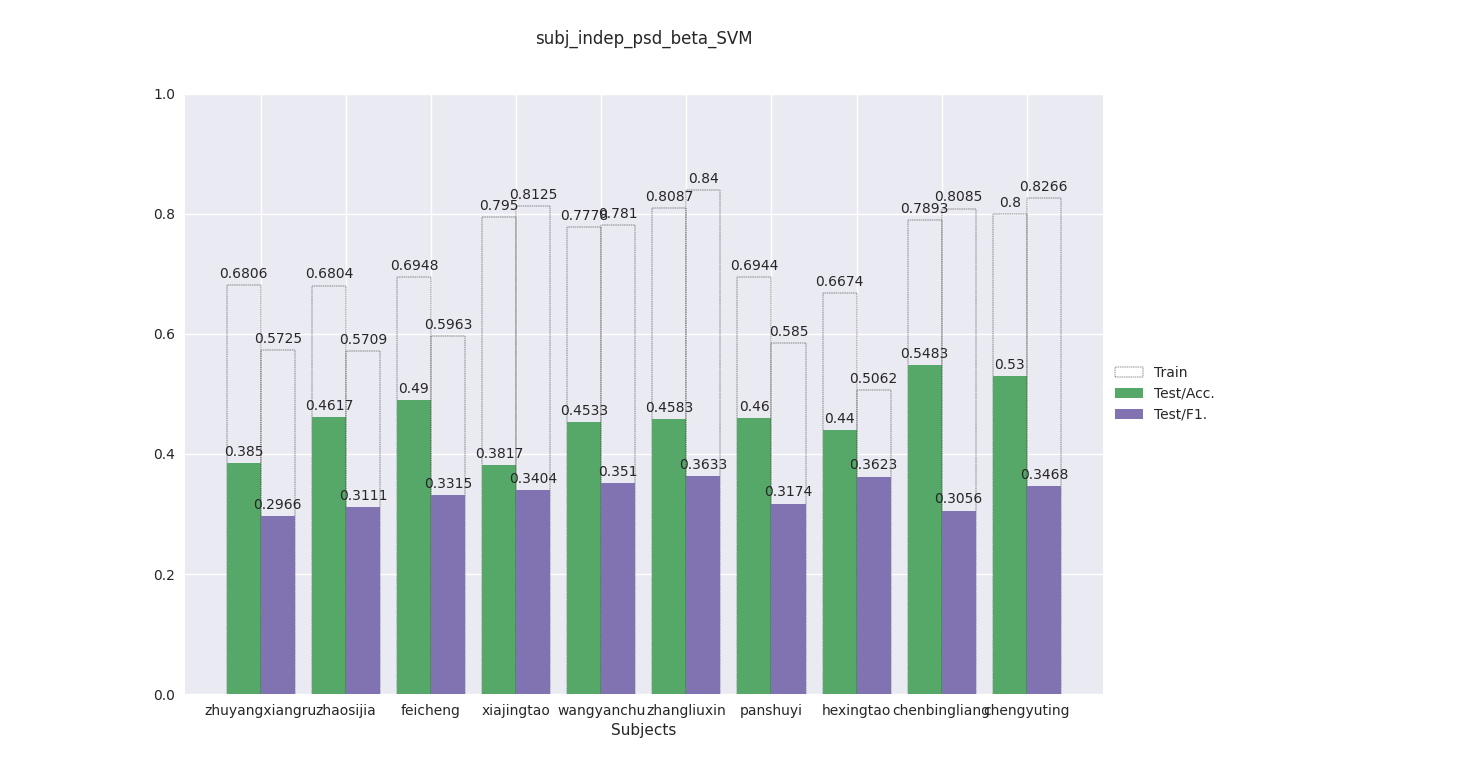 subj_indep_psd_beta_SVM
1.0
0.8
0.6
0.4
0.2
0.0
0.6806 0.5725 0.385 0.2966
0.6804 0.5709 0.4617 0.3111
0.6948 0.5963 0.49 0.3315
0.795 0.8125 0.3817 0.3404
0.7778 0.781 0.4533 0.351
0.8087 0.84 0.4583 0.3633
0.6944 0.585 0.46 0.3174
0.6674 0.5062 0.44 0.3623
0.7893 0.8085 0.5483 0.3056
0.8 0.8266 0.53 0.3468
zhuyangxiangru zhaosijia feicheng xiajingtao wangyanchu zhangliuxin panshuyi hexingtao chenbingliang chengyuting
Subjects
Train
Test/Acc.
Test/F1.